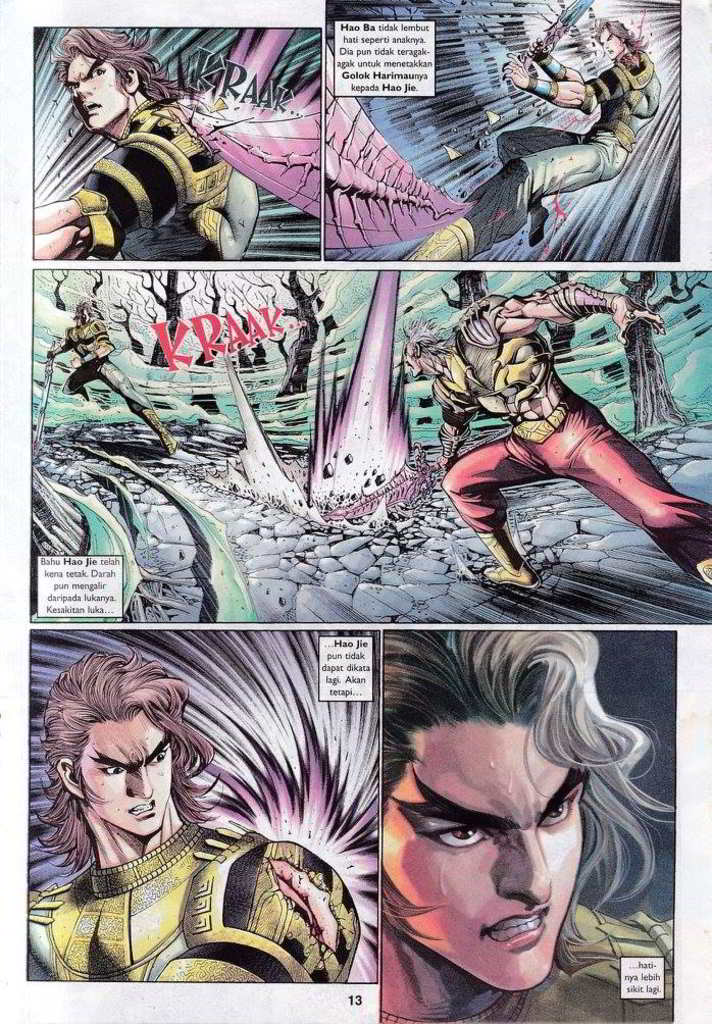 KRAAK...
Hao Ba tidak lembut
hati seperti anaknya.
Dia pun tidak teragak-
agak untuk menetakkan
Golok Harimaunya
kepada Hao Jie.
KRAAK...
Bahu Hao Jie telah
kena tetak. Darah
pun mengalir
daripada lukanya.
Kesakitan luka...
...Hao Jie
pun tidak
dapat dikata
lagi. Akan
tetapi...
...hati-
nya lebih
sikit lagi.
13